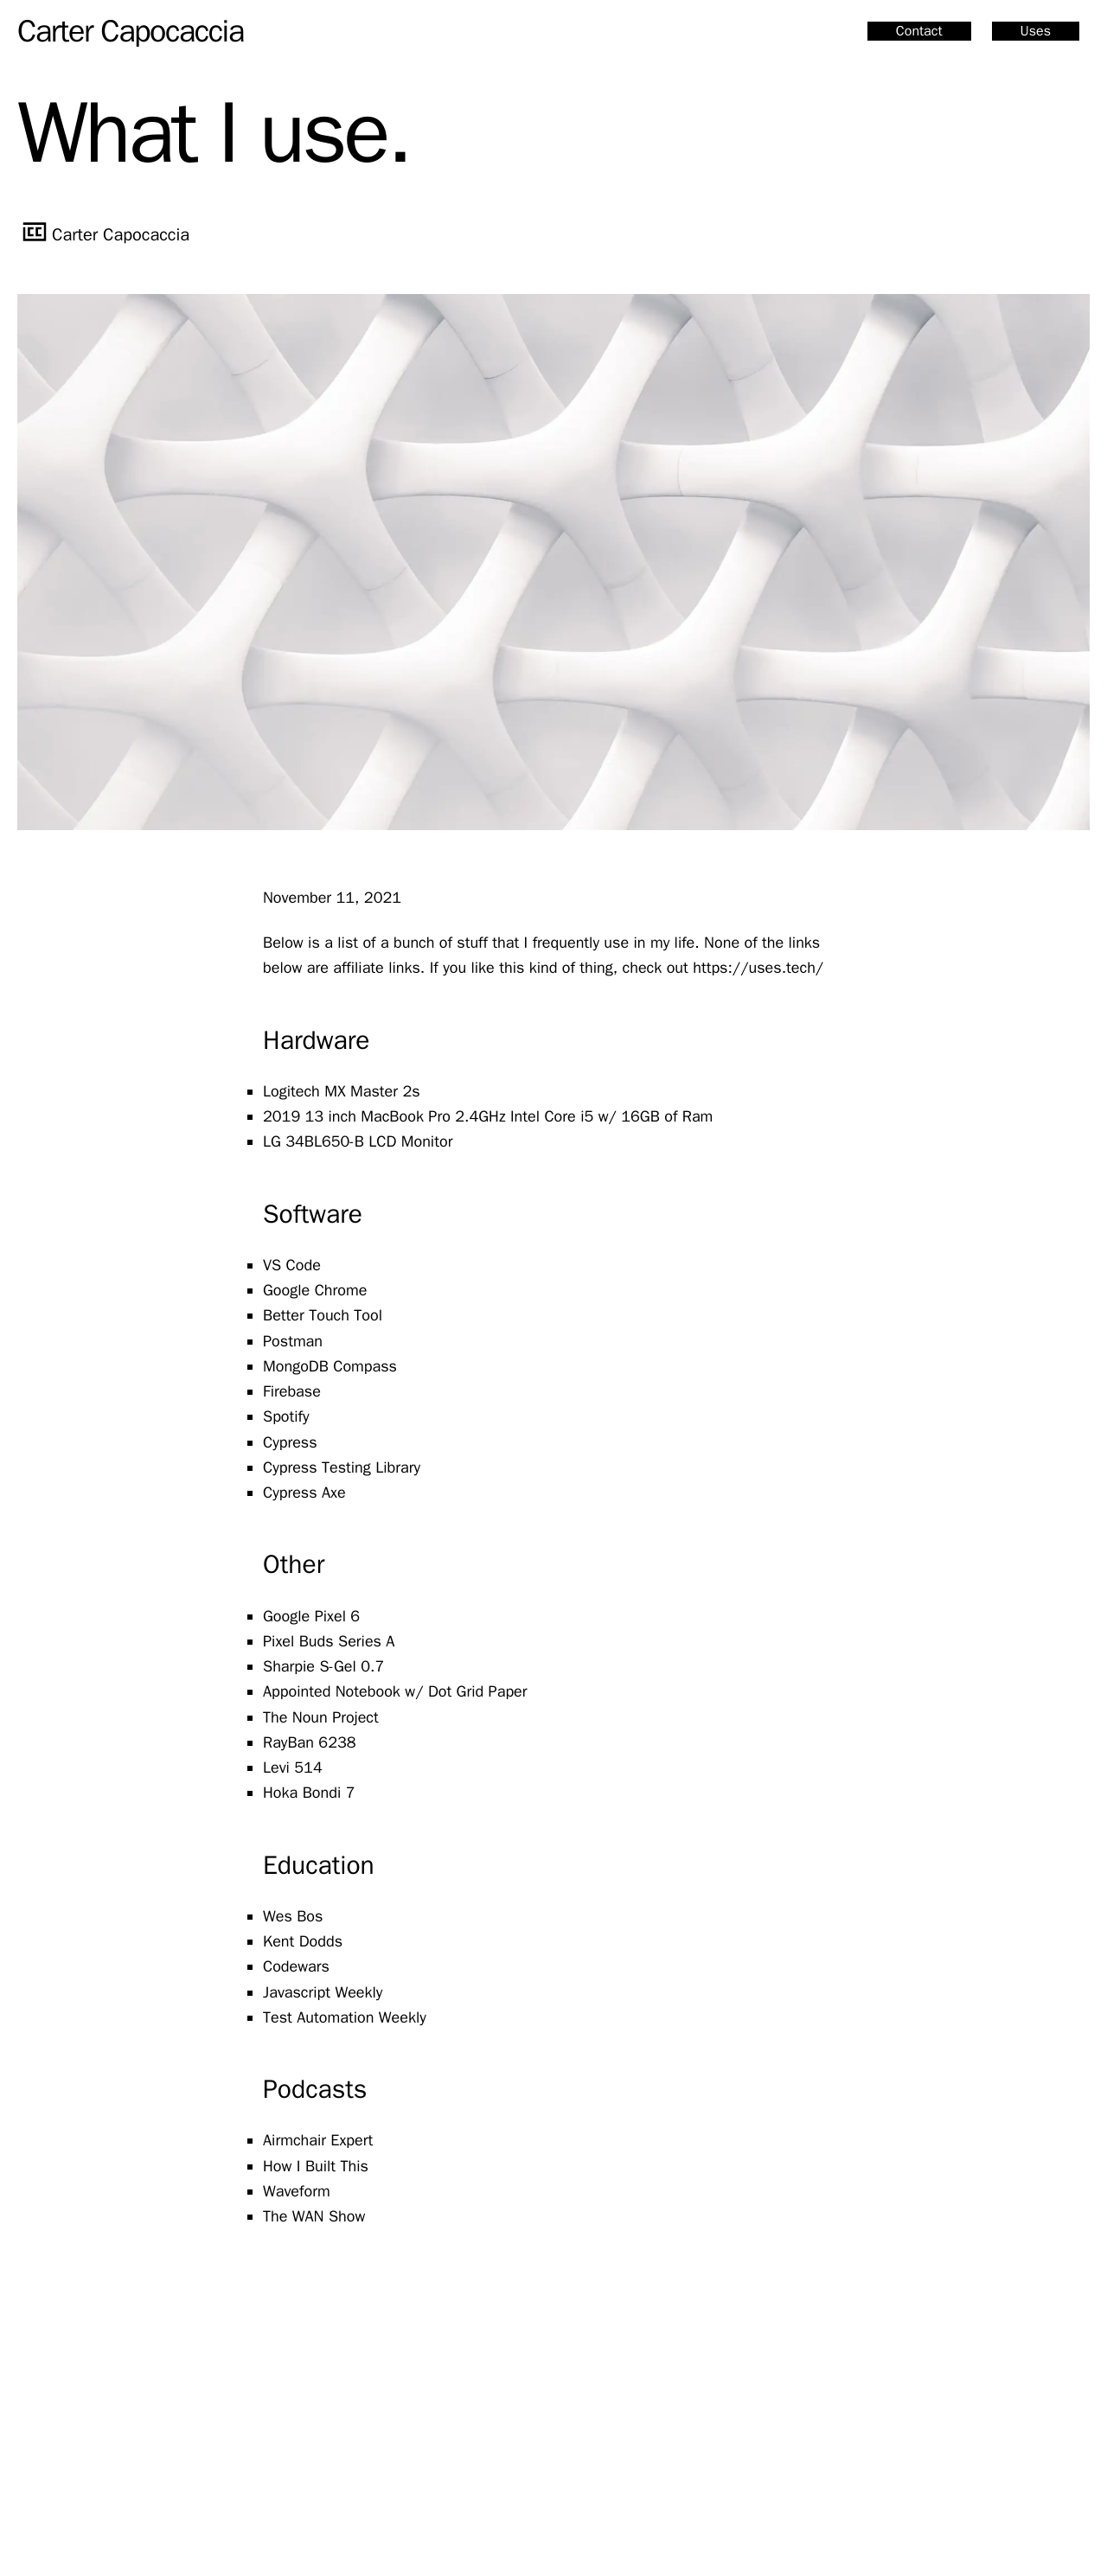 Carter Capocaccia
Contact
Uses
What I use.
CC Carter Capocaccia
November 11, 2021
Below is a list of a bunch of stuff that I frequently use in my life. None of the links
below are affiliate links. If you like this kind of thing, check out https://uses.tech/
Hardware
Logitech MX Master 2s
2019 13 inch MacBook Pro 2.4GHz Intel Core i5 w/ 16GB of Ram
LG 34BL650-B LCD Monitor
Software
VS Code
Google Chrome
Better Touch Tool
Postman
MongoDB Compass
Firebase
Spotify
Cypress
Cypress Testing Library
Cypress Axe
Other
Google Pixel 6
Pixel Buds Series A
Sharpie S-Gel 0.7
Appointed Notebook w/ Dot Grid Paper
The Noun Project
RayBan 6238
Levi 514
Hoka Bondi 7
Education
Wes Bos
Kent Dodds
Codewars
Javascript Weekly
Test Automation Weekly
Podcasts
Airmchair Expert
How I Built This
Waveform
The WAN Show